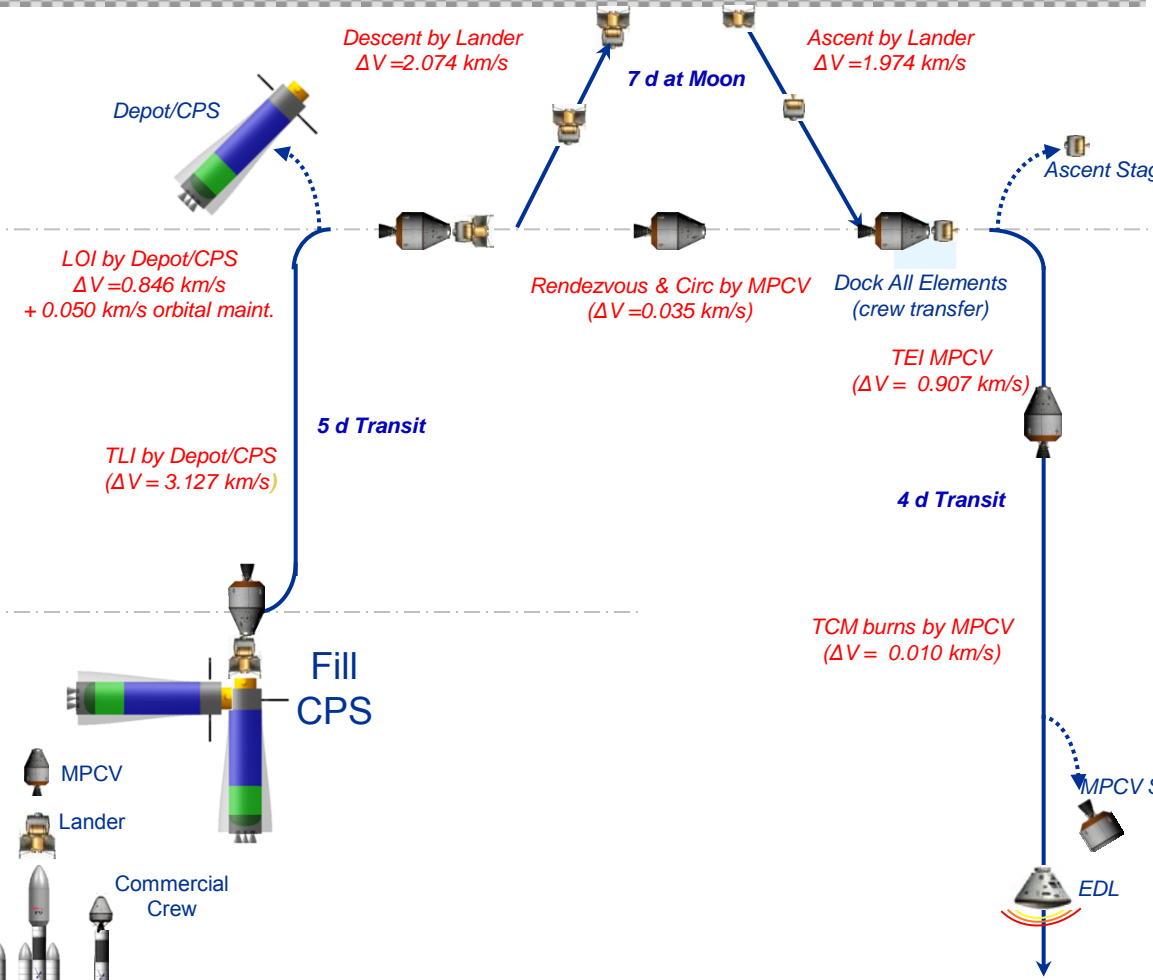 Descent by Lander
ΔV =2.074 km/s
Ascent by Lander
ΔV =1.974 km/s
7 d at Moon
Depot/CPS
Ascent Stag
LOI by Depot/CPS
ΔV=0.846 km/s
+ 0.050 km/s orbital maint.
Rendezvous & Circ by MPCV
(ΔV =0.035 km/s)
Dock All Elements
(crew transfer)
TEI MPCV
(ΔV = 0.907 km/s)
5 d Transit
TLI by Depot/CPS
(ΔV = 3.127 km/s)
4 d Transit
TCM burns by MPCV
(ΔV = 0.010 km/s)
Fill
CPS
MPCV
MPCV S
Lander
Commercial
Crew
EDL